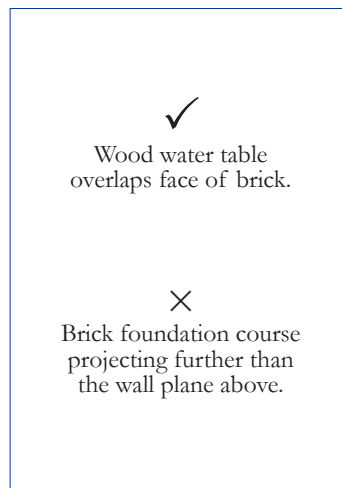 ✓
Wood water table
overlaps face of brick.
×
Brick foundation course
projecting further than
the wall plane above.